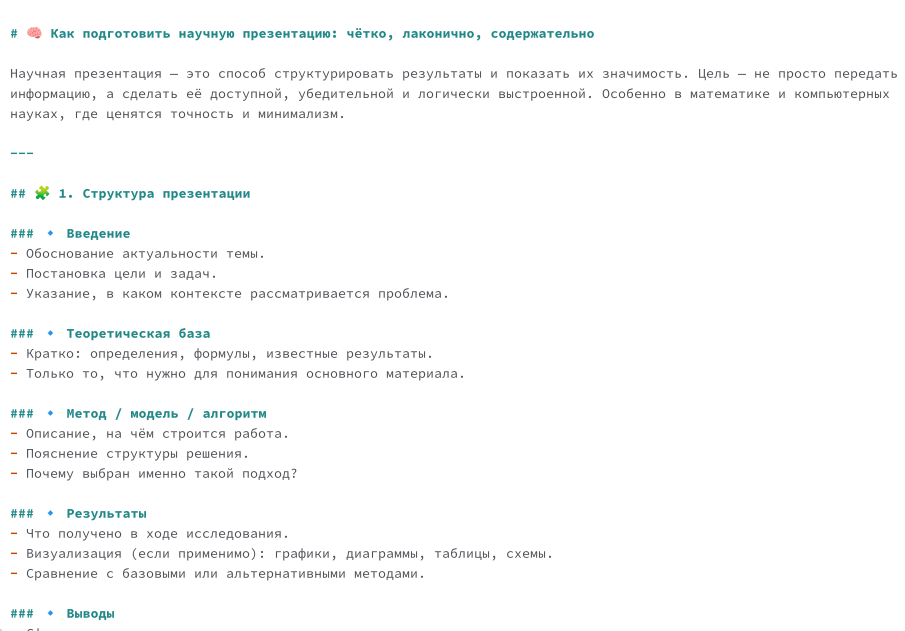 # 🧠 Как подготовить научную презентацию: чётко, лаконично, содержательно
Научная презентация — это способ структурировать результаты и показать их значимость. Цель — не просто передать
информацию, а сделать её доступной, убедительной и логически выстроенной. Особенно в математике и компьютерных
науках, где ценятся точность и минимализм.
---
## 🧩 1. Структура презентации
### 🔹 Введение
- Обоснование актуальности темы.
- Постановка цели и задач.
- Указание, в каком контексте рассматривается проблема.
### 🔹 Теоретическая база
- Кратко: определения, формулы, известные результаты.
- Только то, что нужно для понимания основного материала.
### 🔹 Метод / модель / алгоритм
- Описание, на чём строится работа.
- Пояснение структуры решения.
- Почему выбран именно такой подход?
### 🔹 Результаты
- Что получено в ходе исследования.
- Визуализация (если применимо): графики, диаграммы, таблицы, схемы.
- Сравнение с базовыми или альтернативными методами.
### 🔹 Выводы